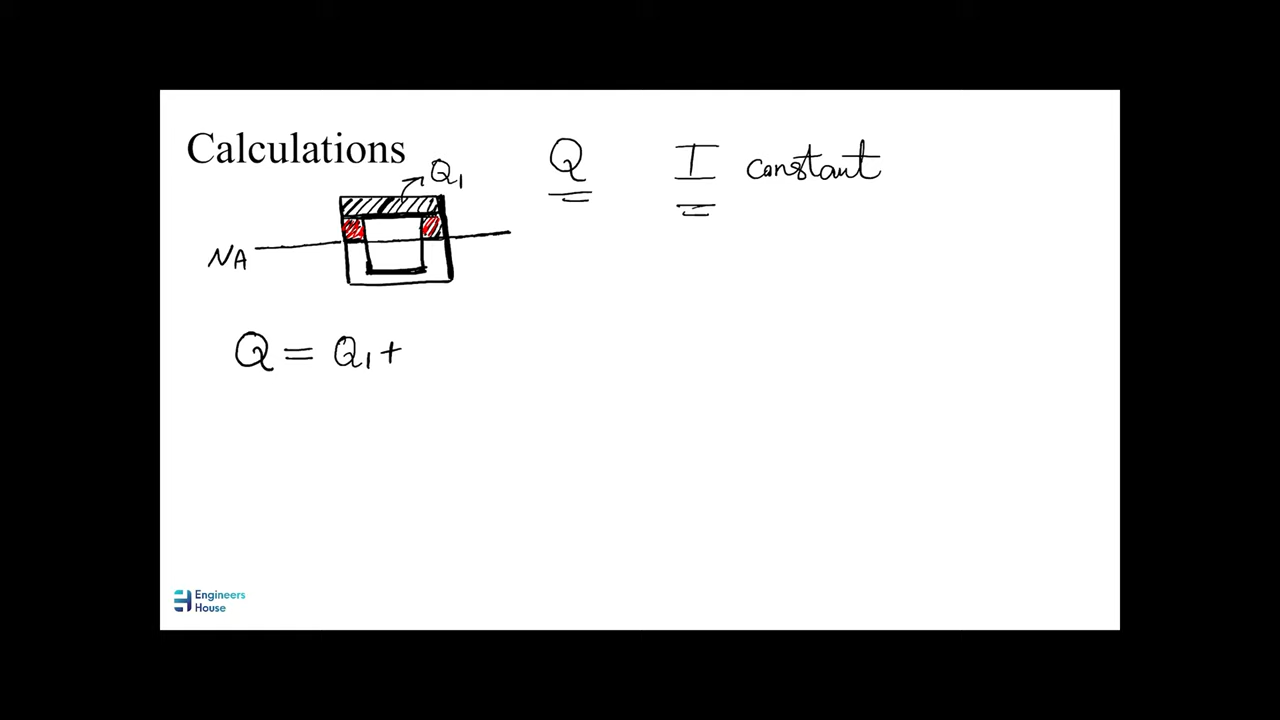 Calculations
Q
I constant
Q1
NA
Q = Q1 +
Engineers
House